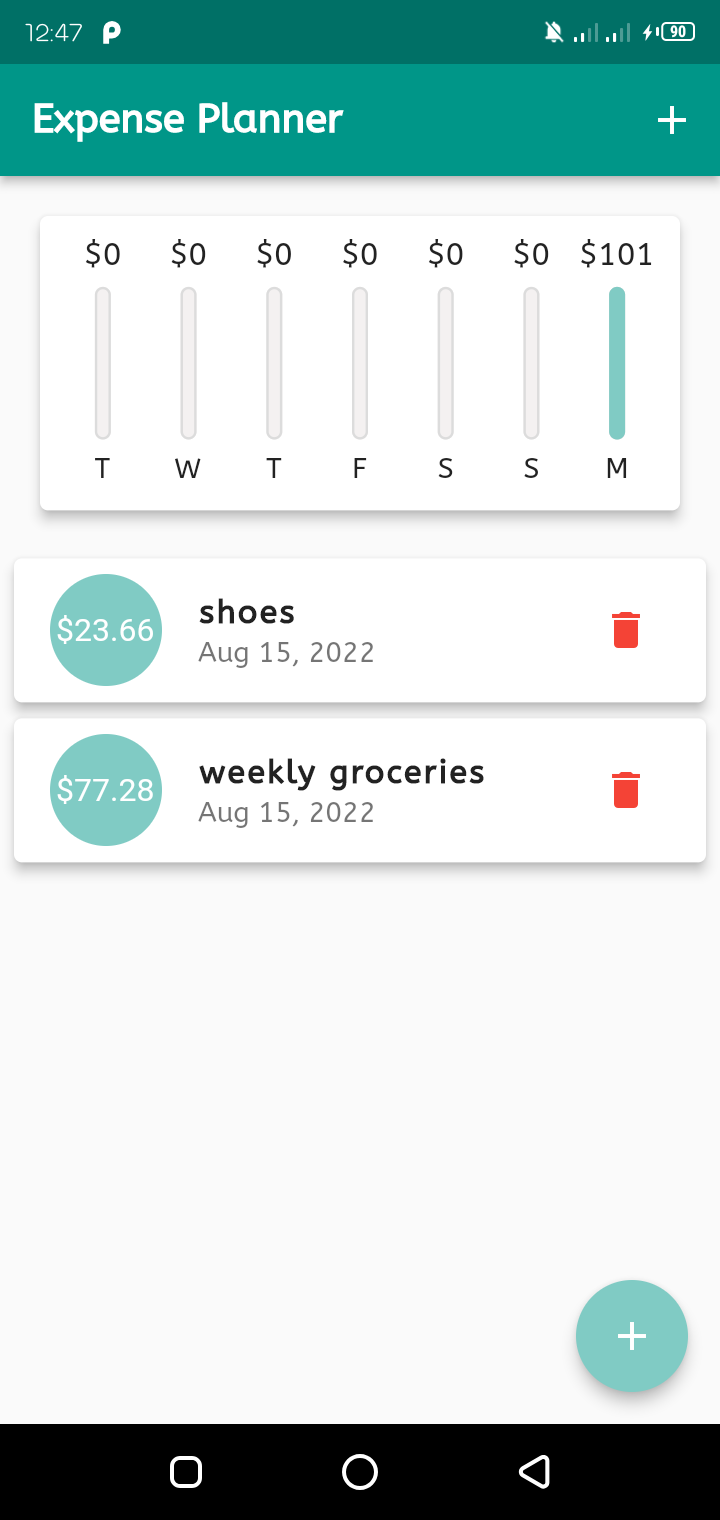 12:47 90
Expense Planner
$0 $0 $0 $0 $0 $0 $101
T W T F S S M
$23.66
shoes
Aug 15, 2022
$77.28
weekly groceries
Aug 15, 2022